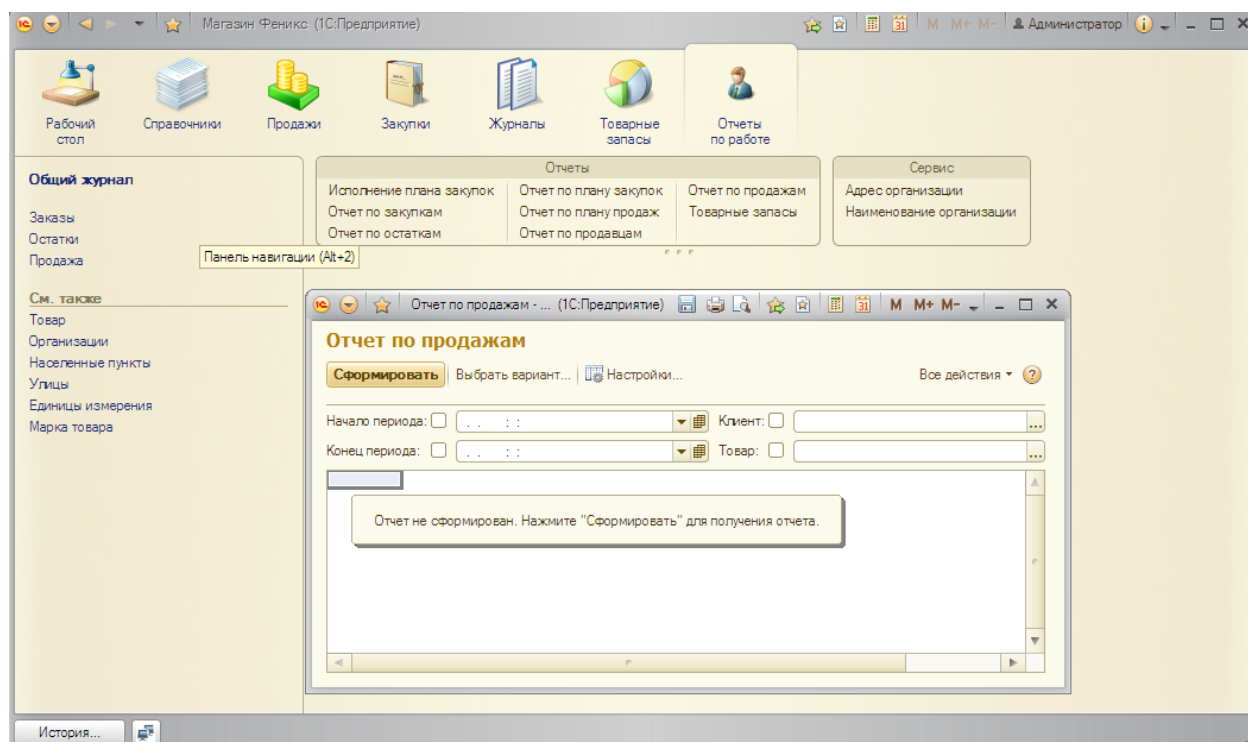 Магазин Феникс (1С:Предприятие)
M M+ M- Администратор
Рабочий стол
Справочники
Продажи
Закупки
Журналы
Товарные запасы
Отчеты по работе
Общий журнал
Заказы
Остатки
Продажа
Панель навигации (Alt+2)
См. также
Товар
Организации
Населенные пункты
Улицы
Единицы измерения
Марка товара
Отчеты
Исполнение плана закупок Отчет по плану закупок Отчет по продажам
Отчет по закупкам Отчет по плану продаж Товарные запасы
Отчет по остаткам Отчет по продавцам
Сервис
Адрес организации
Наименование организации
Отчет по продажам - ... (1С:Предприятие) 31 M M+ M-
Отчет по продажам
Сформировать Выбрать вариант... Настройки... Все действия ?
Начало периода: . . : : Клиент: ...
Конец периода: . . : : Товар: ...
Отчет не сформирован. Нажмите "Сформировать" для получения отчета.
История...